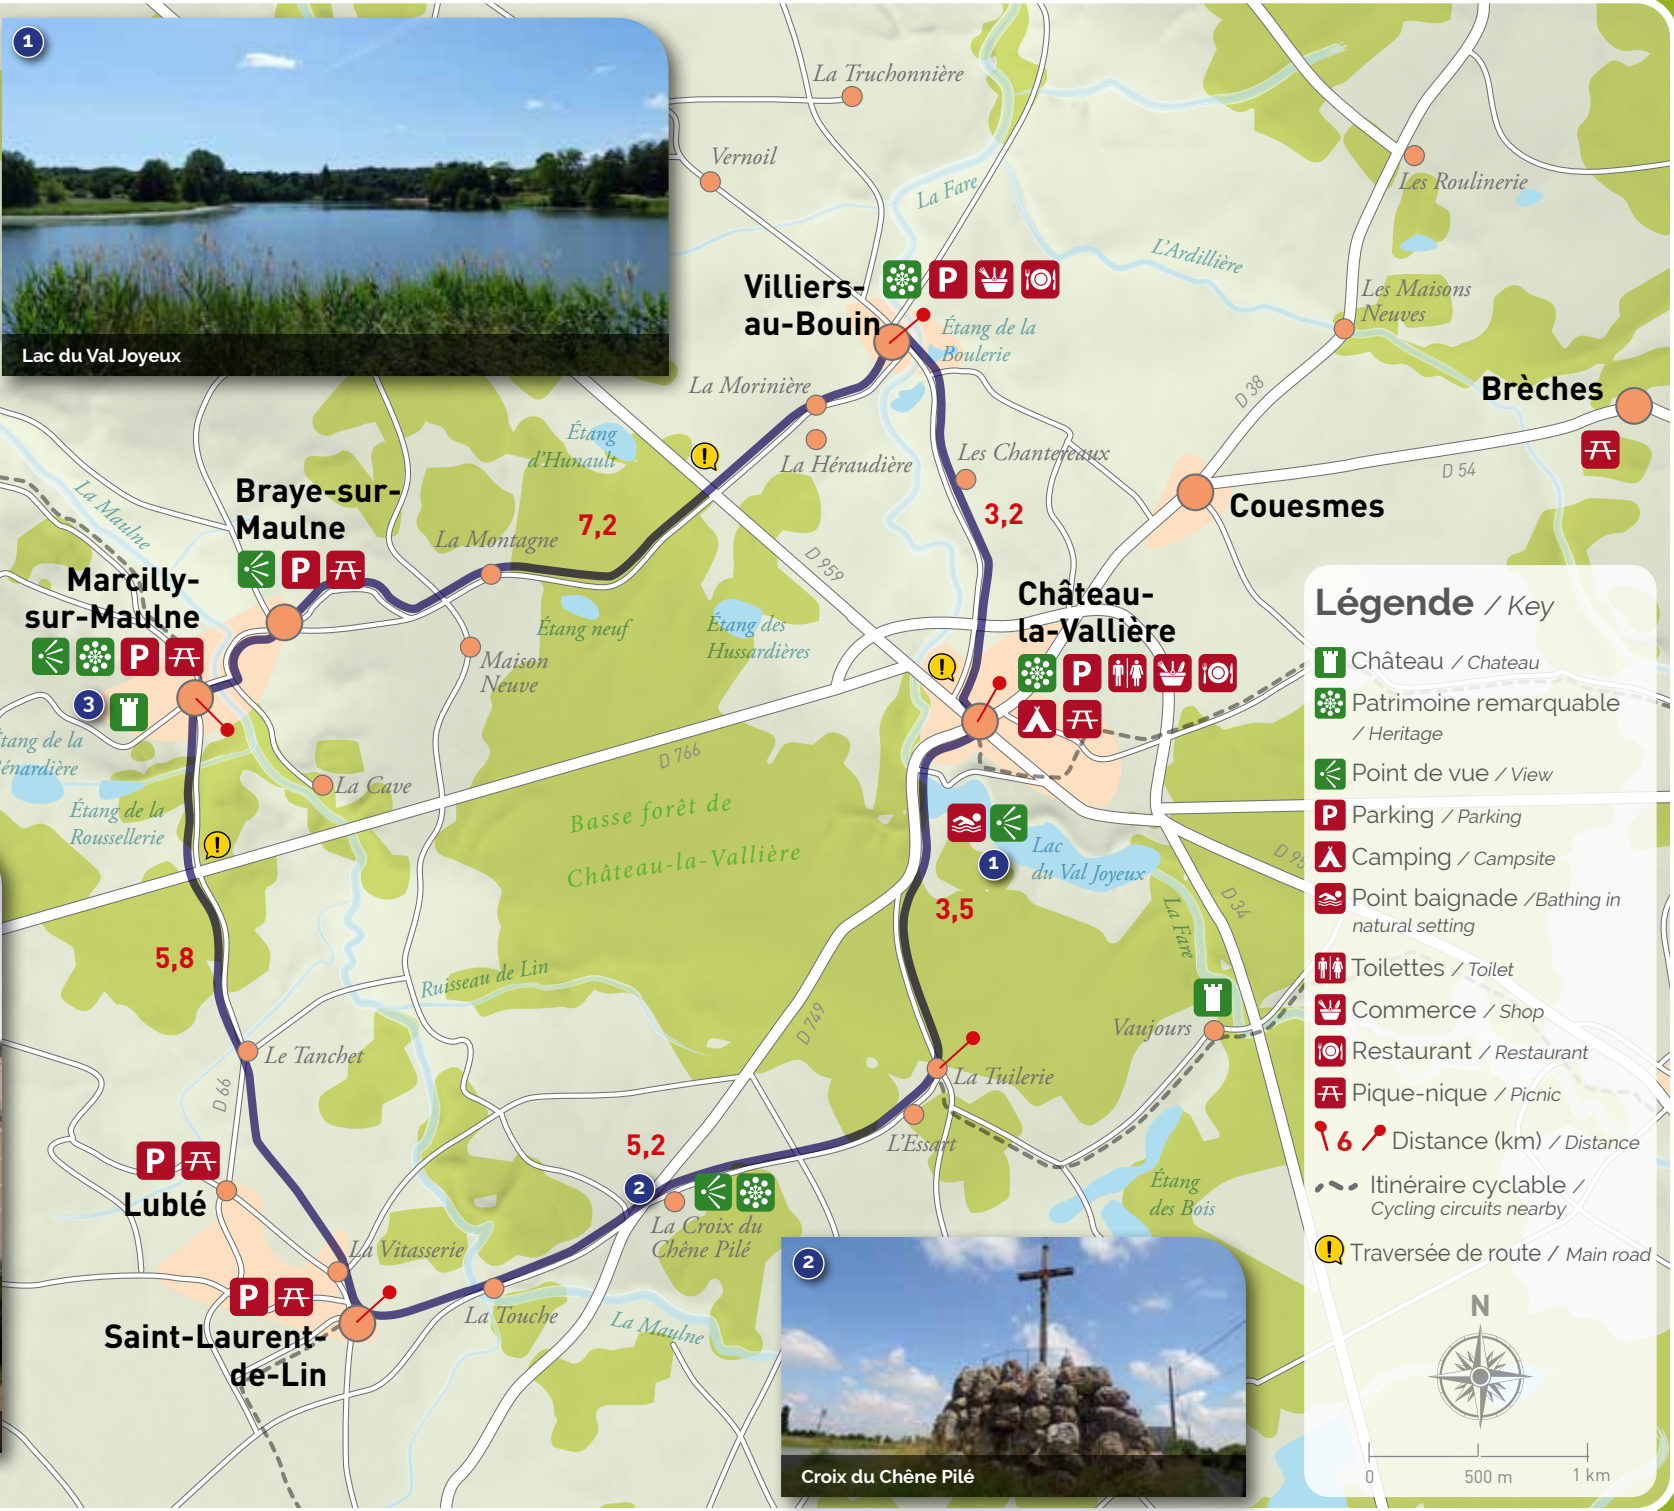 1
Lac du Val Joyeux
La Truchonnière
Vernoil
La Fare
L'Ardillière
Les Roulinerie
Les Maisons
Neuves
Villiers-
au-Bouin
P
Étang de la
Boulerie
La Morinière
La Héraudière
Étang
d'Hunault
!
Les Chantereaux
D 38
Brèches
D 54
Couesmes
La Maulne
Braye-sur-
Maulne
P
La Montagne
7,2
3,2
D 959
Marcilly-
sur-Maulne
P
3
Étang neuf
Étang des
Hussardières
Maison
Neuve
Château-
la-Vallière
!
P
La Cave
Étang de la
Roussellerie
!
D 766
Basse forêt de
Château-la-Vallière
1
Lac
du Val Joyeux
3,5
D 34
La Fare
5,8
Ruisseau de Lin
D 749
Vaujours
Le Tanchet
D 66
La Tuilerie
L'Essart
5,2
2
P
Lublé
La Croix du
Chêne Pilé
Étang
des Bois
La Vitasserie
P
Saint-Laurent-
de-Lin
La Touche
La Maulne
2
Croix du Chêne Pilé
Légende / Key
Château / Chateau
Patrimoine remarquable
/ Heritage
Point de vue / View
P Parking / Parking
Camping / Campsite
Point baignade /Bathing in
natural setting
Toilettes / Toilet
Commerce / Shop
Restaurant / Restaurant
Pique-nique / Picnic
6 Distance (km) / Distance
Itinéraire cyclable /
Cycling circuits nearby
! Traversée de route / Main road
N
0 500 m 1 km